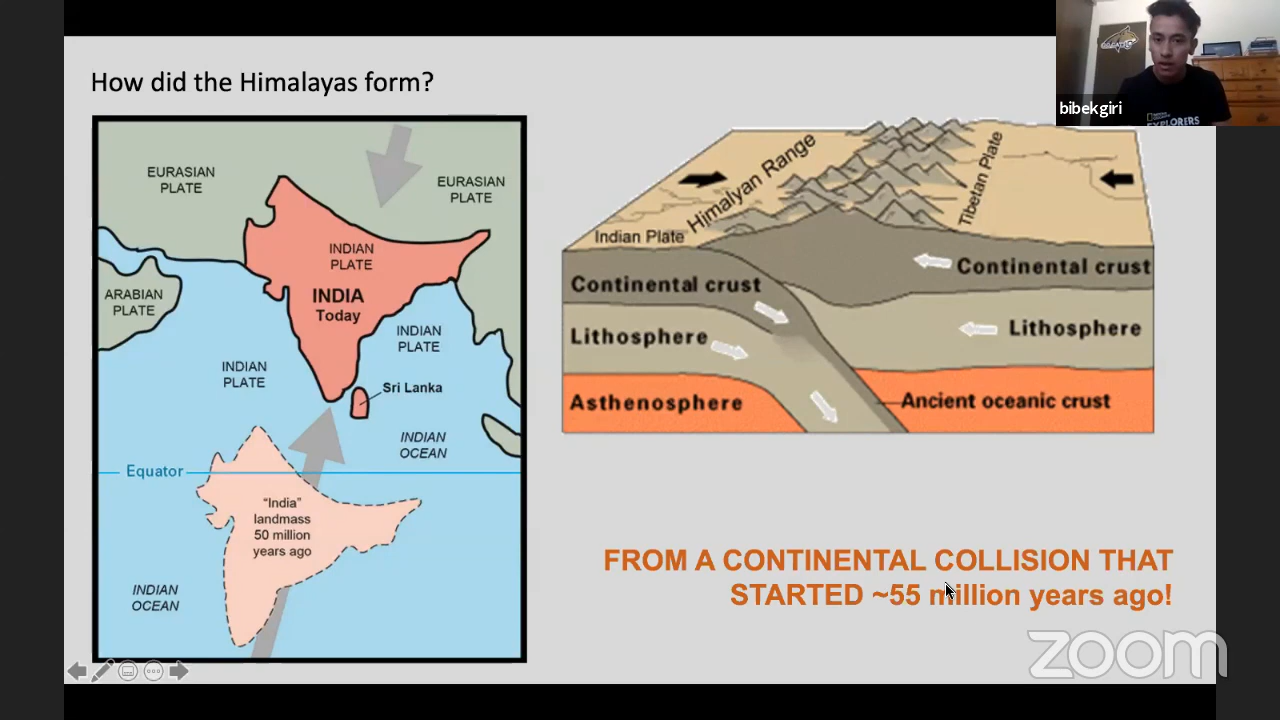 How did the Himalayas form?
EURASIAN
PLATE
EURASIAN
PLATE
INDIAN
PLATE
INDIA
Today
ARABIAN
PLATE
INDIAN
PLATE
INDIAN
PLATE
Sri Lanka
INDIAN
OCEAN
Equator
"India"
landmass
50 million
years ago
INDIAN
OCEAN
Himalyan Range
Tibetan Plate
Indian Plate
Continental crust
Continental crust
Lithosphere
Lithosphere
Asthenosphere
Ancient oceanic crust
FROM A CONTINENTAL COLLISION THAT
STARTED ~55 million years ago!
bibek giri
EXPLORERS
zoom